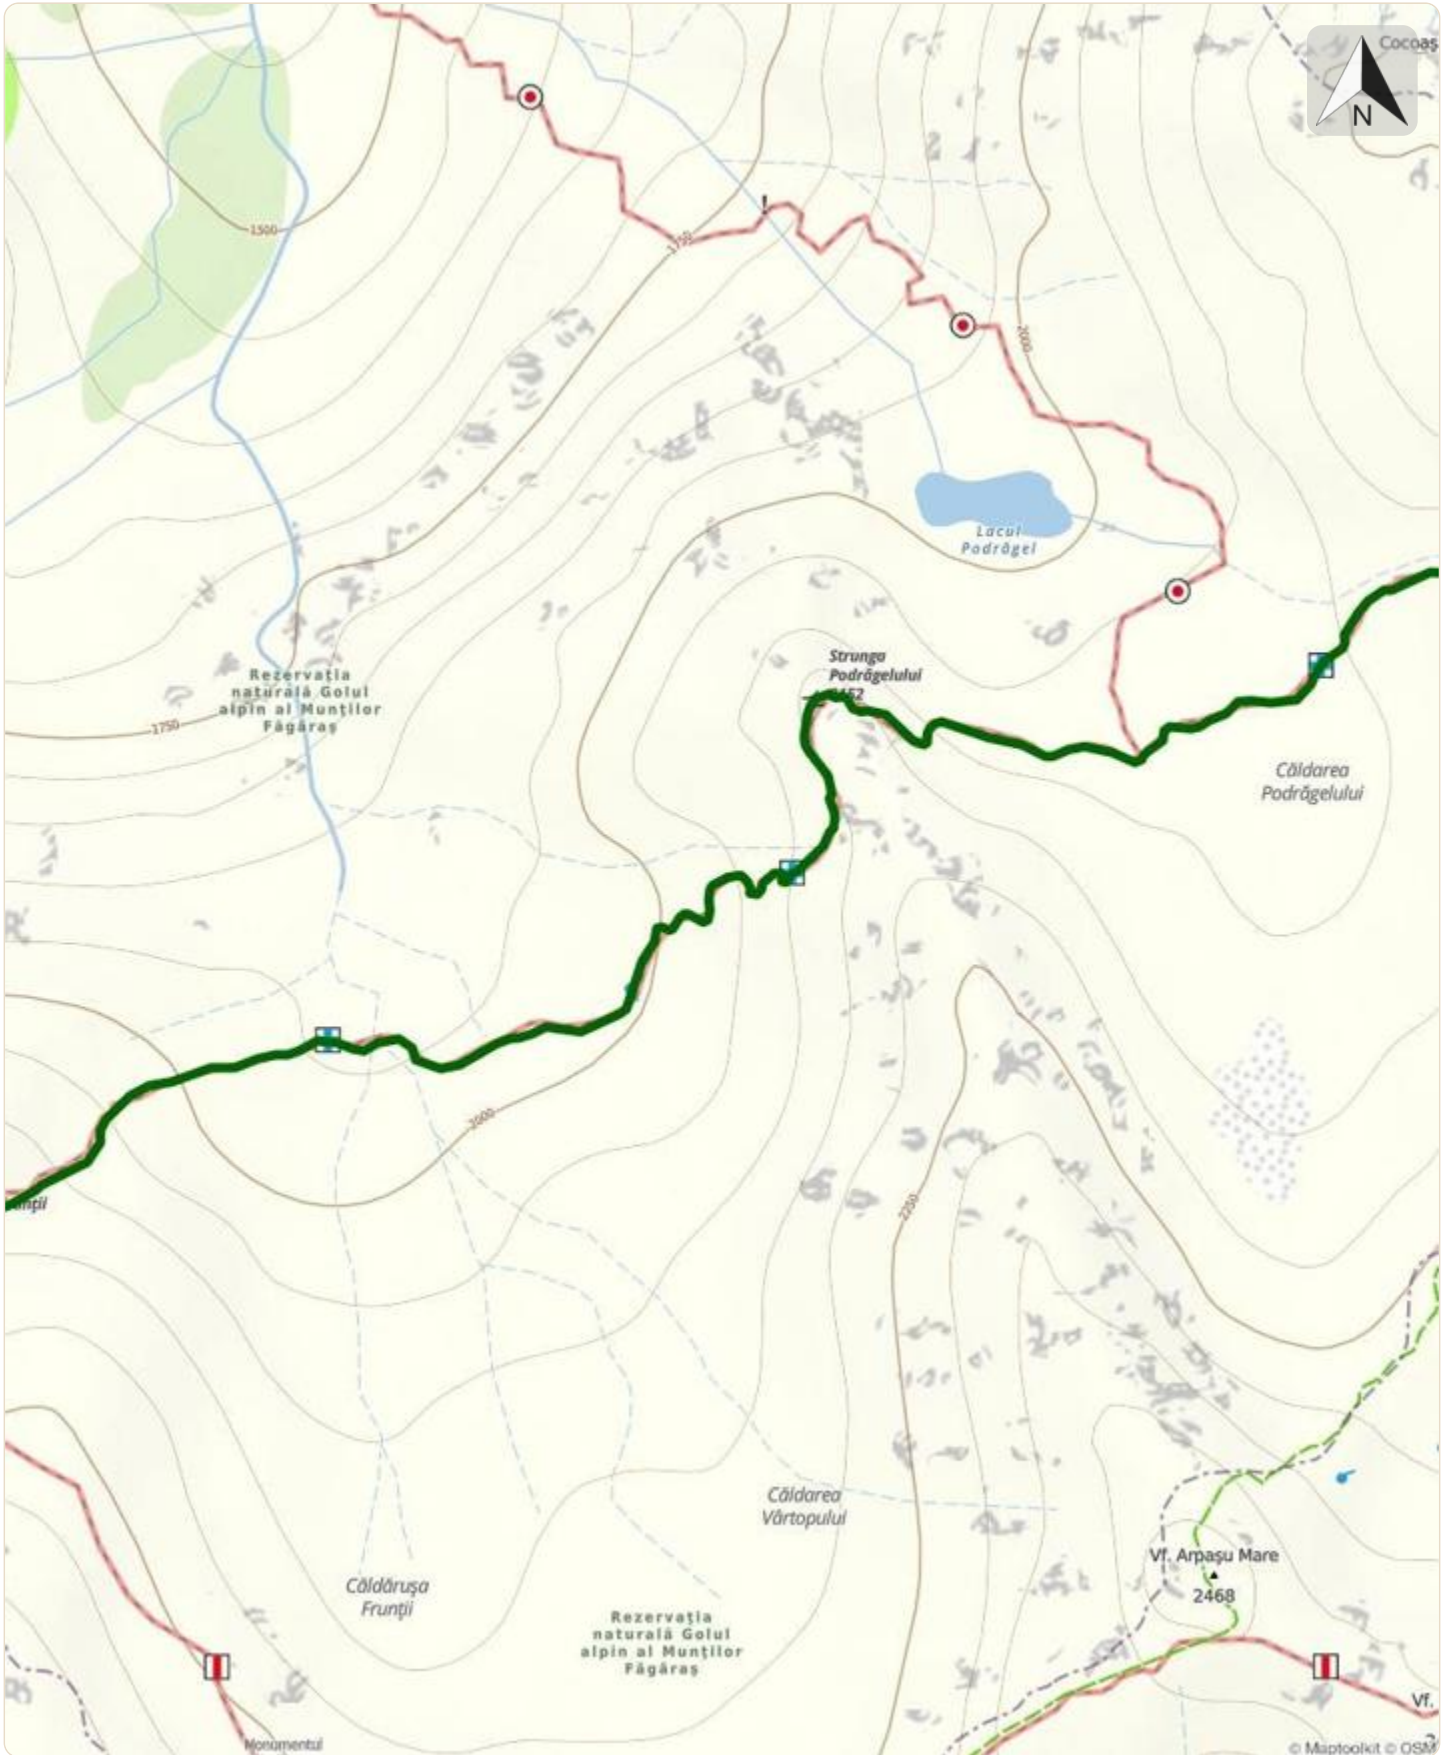 Cocoaș
N
1500
1750
2000
Lacul
Podrăgel
Strunga
Podrăgelului
Rezervația
naturală Golul
alpin al Munților
Făgăraș
1750
Căldarea
Podrăgelului
2000
2250
Căldarea
Vârtopului
Vf. Arpașu Mare
2468
Căldărușa
Frunții
Rezervația
naturală Golul
alpin al Munților
Făgăraș
Vf.
Monumentul
© Maptoolkit © OSM